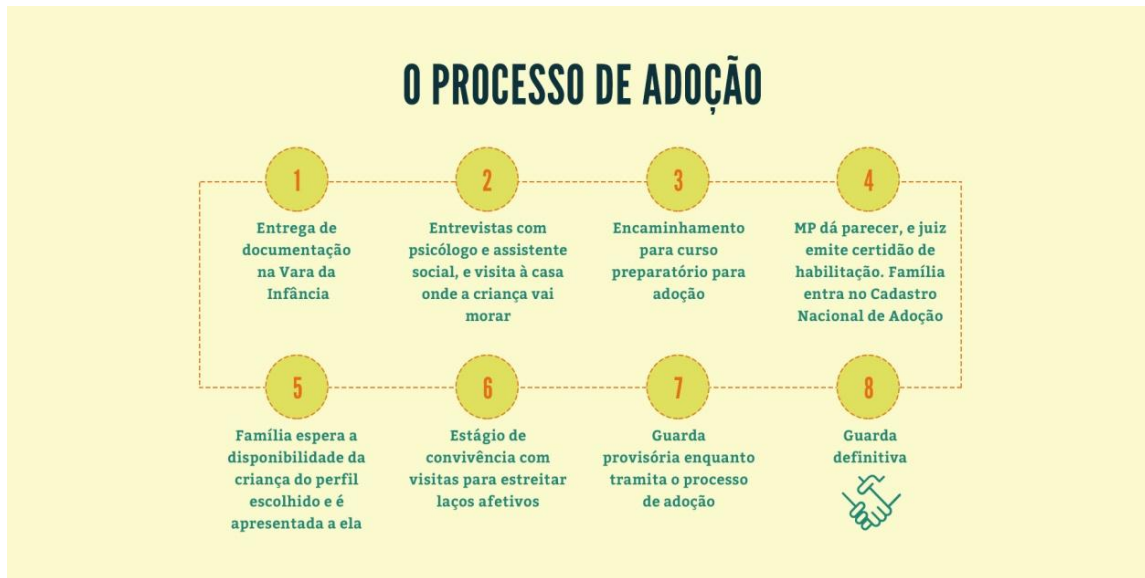 O PROCESSO DE ADOÇÃO
1
Entrega de
documentação
na Vara da
Infância
2
Entrevistas com
psicólogo e assistente
social, e visita à casa
onde a criança vai
morar
3
Encaminhamento
para curso
preparatório para
adoção
4
MP dá parecer, e juiz
emite certidão de
habilitação. Família
entra no Cadastro
Nacional de Adoção
5
Família espera a
disponibilidade da
criança do perfil
escolhido e é
apresentada a ela
6
Estágio de
convivência com
visitas para estreitar
laços afetivos
7
Guarda
provisória enquanto
tramita o processo
de adoção
8
Guarda
definitiva